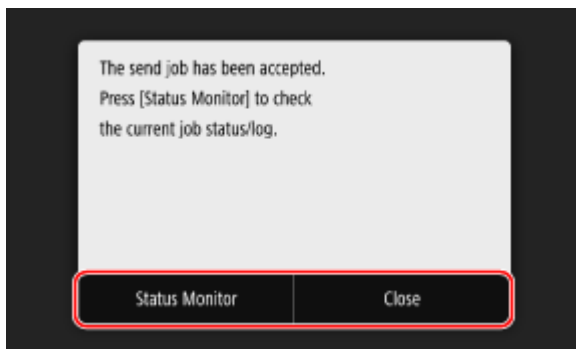 The send job has been accepted.
Press [Status Monitor] to check
the current job status/log.
Status Monitor
Close